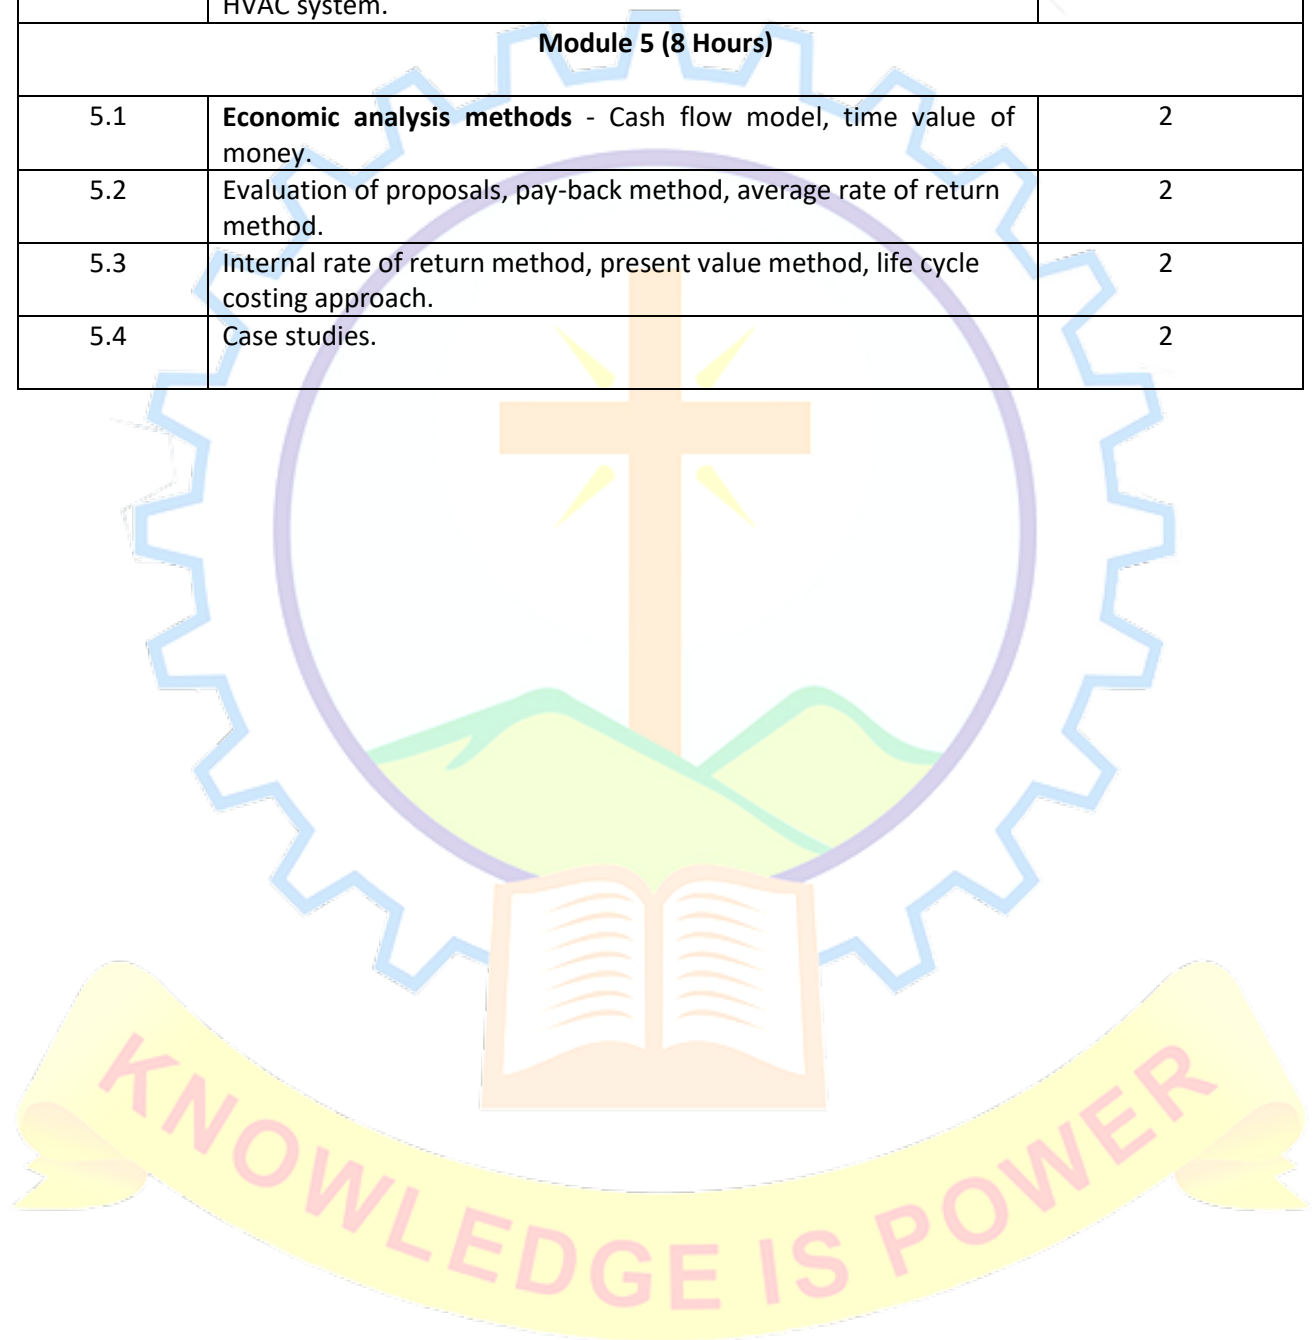 HVAC system.
Module 5 (8 Hours)
5.1 Economic analysis methods - Cash flow model, time value of 2
money.
5.2 Evaluation of proposals, pay-back method, average rate of return 2
method.
5.3 Internal rate of return method, present value method, life cycle 2
costing approach.
5.4 Case studies. 2
KNOWLEDGE IS POWER